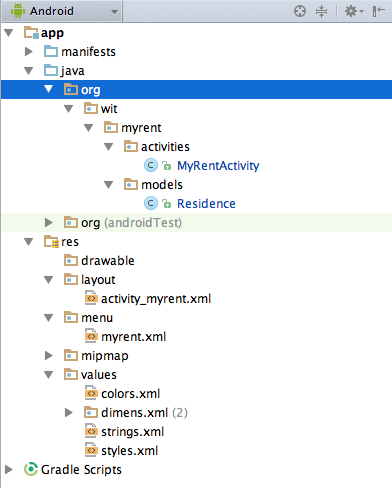 Android
app
manifests
java
org
wit
myrent
activities
MyRentActivity
models
Residence
org (androidTest)
res
drawable
layout
activity_myrent.xml
menu
myrent.xml
mipmap
values
colors.xml
dimens.xml (2)
strings.xml
styles.xml
Gradle Scripts